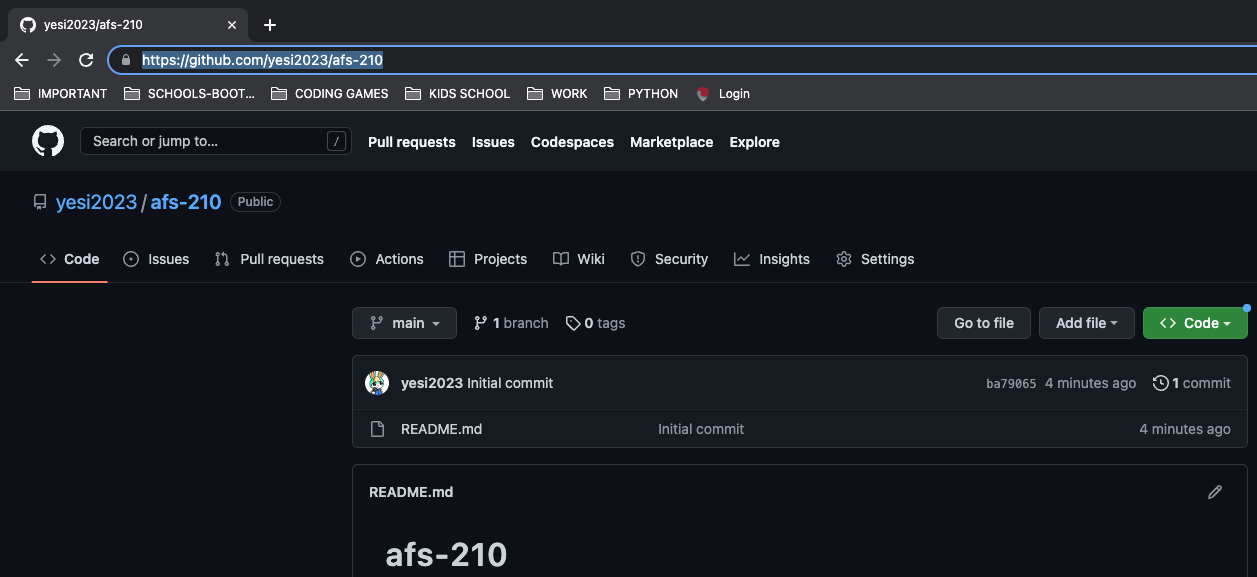 yesi2023/afs-210
https://github.com/yesi2023/afs-210
IMPORTANT SCHOOLS-BOOT... CODING GAMES KIDS SCHOOL WORK PYTHON Login
Search or jump to... / Pull requests Issues Codespaces Marketplace Explore
yesi2023 / afs-210 Public
Code Issues Pull requests Actions Projects Wiki Security Insights Settings
main 1 branch 0 tags Go to file Add file Code
yesi2023 Initial commit ba79065 4 minutes ago 1 commit
README.md Initial commit 4 minutes ago
README.md
afs-210